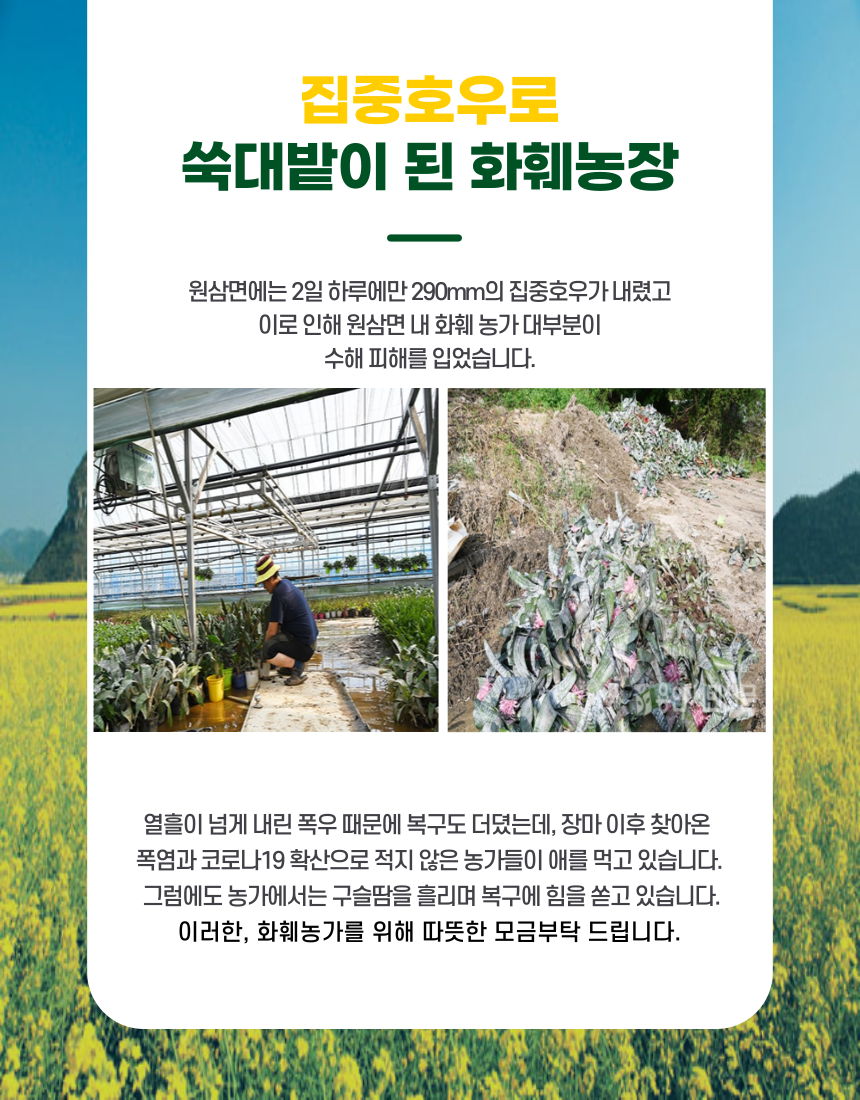 집중호우로
쑥대밭이 된 화훼농장
원삼면에는 2일 하루에만 290mm의 집중호우가 내렸고
이로 인해 원삼면 내 화훼 농가 대부분이
수해 피해를 입었습니다.
열흘이 넘게 내린 폭우 때문에 복구도 더뎠는데, 장마 이후 찾아온
폭염과 코로나19 확산으로 적지 않은 농가들이 애를 먹고 있습니다.
그럼에도 농가에서는 구슬땀을 흘리며 복구에 힘을 쏟고 있습니다.
이러한, 화훼농가를 위해 따뜻한 모금부탁 드립니다.